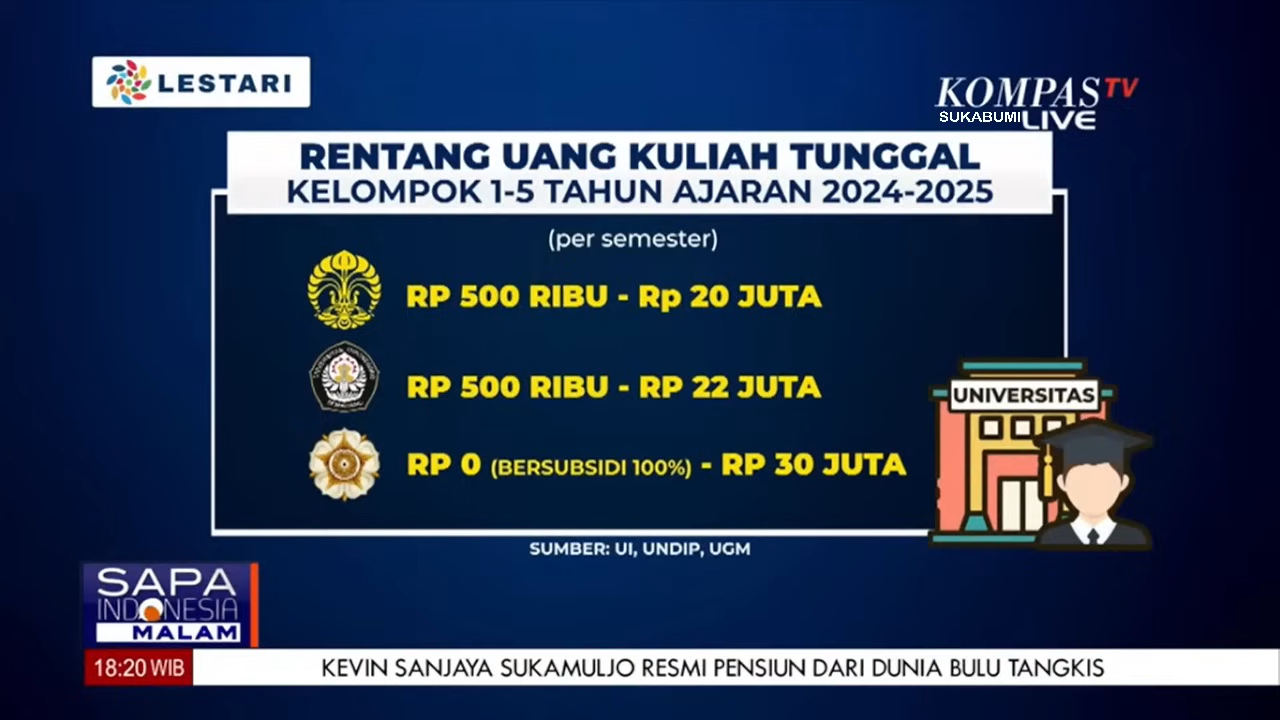 LESTARI
KOMPAS TV
SUKABUMI LIVE
RENTANG UANG KULIAH TUNGGAL
KELOMPOK 1-5 TAHUN AJARAN 2024-2025
(per semester)
RP 500 RIBU - Rp 20 JUTA
RP 500 RIBU - RP 22 JUTA
RP 0 (BERSUBSIDI 100%) - RP 30 JUTA
UNIVERSITAS
SUMBER: UI, UNDIP, UGM
SAPA
INDONESIA
MALAM
18:20 WIB
KEVIN SANJAYA SUKAMULJO RESMI PENSIUN DARI DUNIA BULU TANGKIS